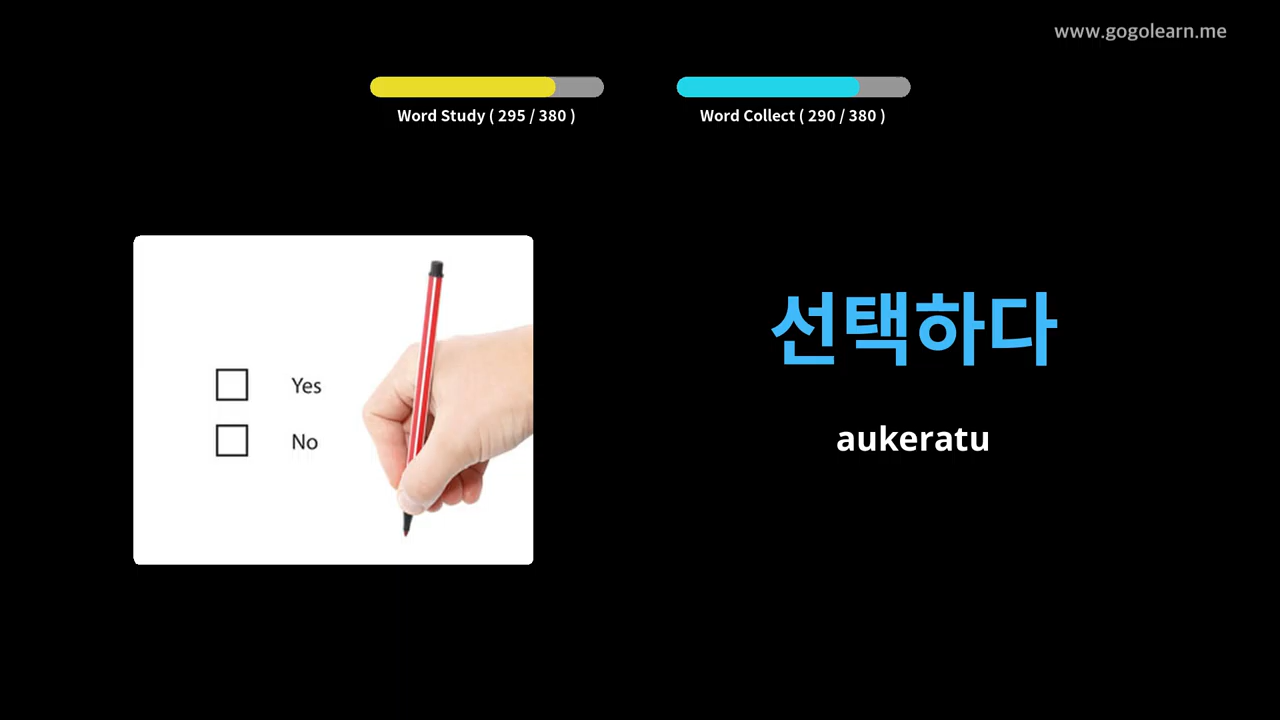 www.gogolearn.me
Word Study ( 295 / 380 )
Word Collect ( 290 / 380 )
Yes
No
선택하다
aukeratu